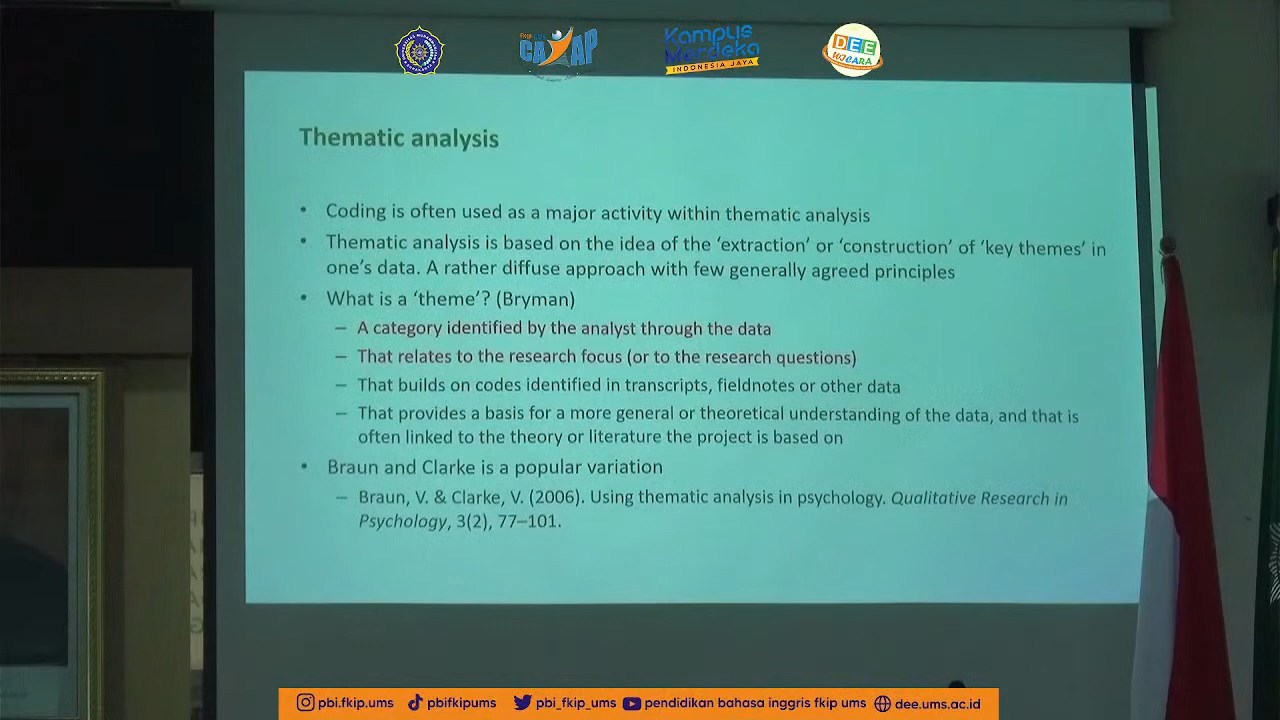 CAKAP
Kampus
Merdeka
INDONESIA JAYA
DEE
WICARA
Thematic analysis
• Coding is often used as a major activity within thematic analysis
• Thematic analysis is based on the idea of the ‘extraction’ or ‘construction’ of ‘key themes’ in
one’s data. A rather diffuse approach with few generally agreed principles
• What is a ‘theme’? (Bryman)
– A category identified by the analyst through the data
– That relates to the research focus (or to the research questions)
– That builds on codes identified in transcripts, fieldnotes or other data
– That provides a basis for a more general or theoretical understanding of the data, and that is
often linked to the theory or literature the project is based on
• Braun and Clarke is a popular variation
– Braun, V. & Clarke, V. (2006). Using thematic analysis in psychology. Qualitative Research in
Psychology, 3(2), 77–101.
pbi.fkip.ums pbifkipums pbi_fkip_ums pendidikan bahasa inggris fkip ums dee.ums.ac.id